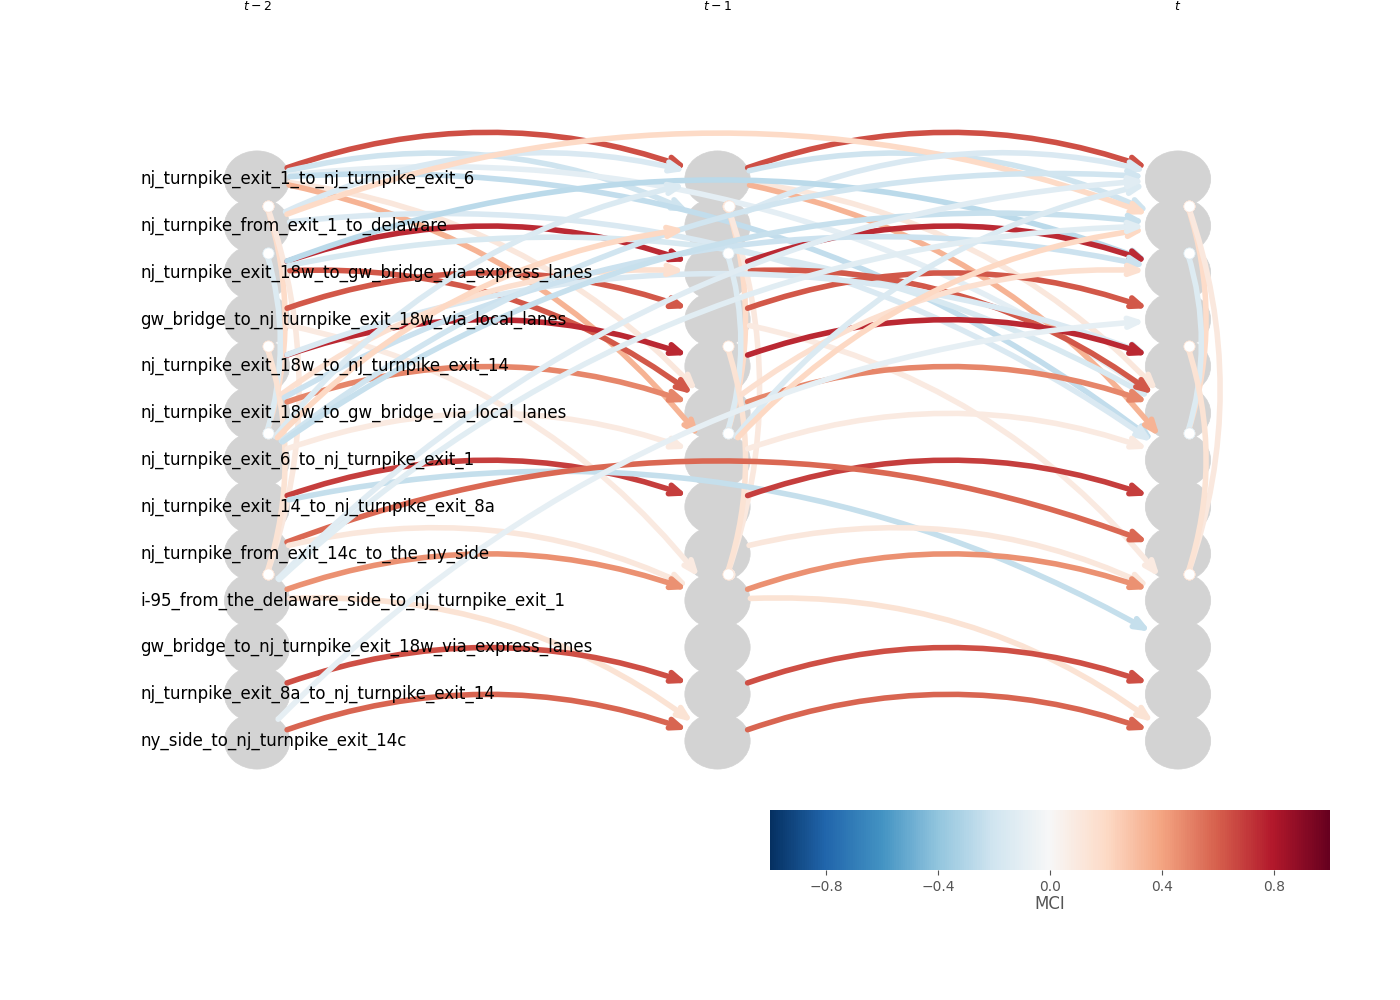 t − 2 t − 1 t
nj_turnpike_exit_1_to_nj_turnpike_exit_6
nj_turnpike_from_exit_1_to_delaware
nj_turnpike_exit_18w_to_gw_bridge_via_express_lanes
gw_bridge_to_nj_turnpike_exit_18w_via_local_lanes
nj_turnpike_exit_18w_to_nj_turnpike_exit_14
nj_turnpike_exit_18w_to_gw_bridge_via_local_lanes
nj_turnpike_exit_6_to_nj_turnpike_exit_1
nj_turnpike_exit_14_to_nj_turnpike_exit_8a
nj_turnpike_from_exit_14c_to_the_ny_side
i-95_from_the_delaware_side_to_nj_turnpike_exit_1
gw_bridge_to_nj_turnpike_exit_18w_via_express_lanes
nj_turnpike_exit_8a_to_nj_turnpike_exit_14
ny_side_to_nj_turnpike_exit_14c
−0.8 −0.4 0.0 0.4 0.8
MCI